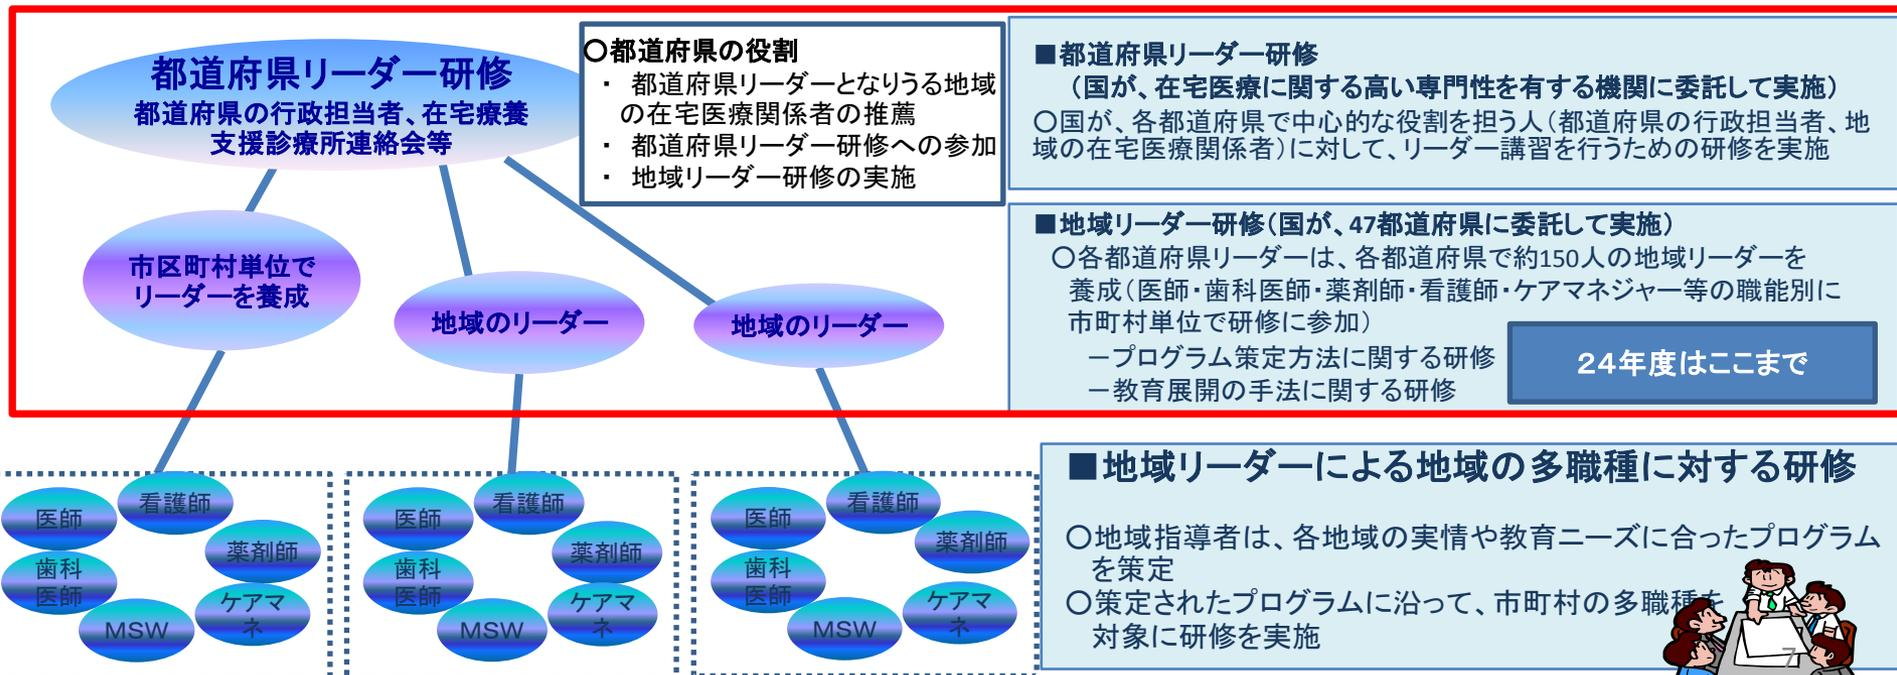 都道府県リーダー研修
都道府県の行政担当者、在宅療養
支援診療所連絡会等
○都道府県の役割
・ 都道府県リーダーとなりうる地域
の在宅医療関係者の推薦
・ 都道府県リーダー研修への参加
・ 地域リーダー研修の実施
■都道府県リーダー研修
（国が、在宅医療に関する高い専門性を有する機関に委託して実施）
○国が、各都道府県で中心的な役割を担う人（都道府県の行政担当者、地
域の在宅医療関係者）に対して、リーダー講習を行うための研修を実施
市区町村単位で
リーダーを養成
地域のリーダー
地域のリーダー
■地域リーダー研修（国が、47都道府県に委託して実施）
○各都道府県リーダーは、各都道府県で約150人の地域リーダーを
養成（医師・歯科医師・薬剤師・看護師・ケアマネジャー等の職能別に
市町村単位で研修に参加）
－プログラム策定方法に関する研修
－教育展開の手法に関する研修
２４年度はここまで
医師
看護師
薬剤師
歯科
医師
ケアマ
ネ
MSW
医師
看護師
薬剤師
歯科
医師
ケアマ
ネ
MSW
医師
看護師
薬剤師
歯科
医師
ケアマ
ネ
MSW
■地域リーダーによる地域の多職種に対する研修
○地域指導者は、各地域の実情や教育ニーズに合ったプログラム
を策定
○策定されたプログラムに沿って、市町村の多職種を
対象に研修を実施
7